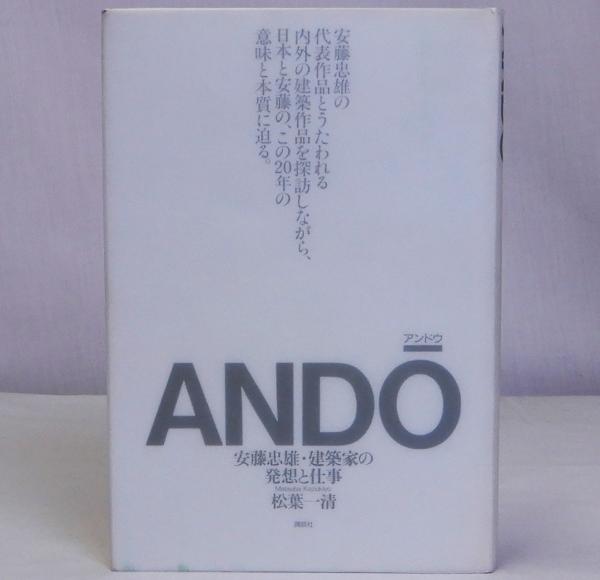 安藤忠雄の
代表作品とうたわれる
内外の建築作品を探訪しながら、
日本と安藤の、この20年の
意味と本質に迫る。
アンドウ
ANDŌ
安藤忠雄・建築家の
発想と仕事
Matsuba Kazukiyo
松葉一清
講談社